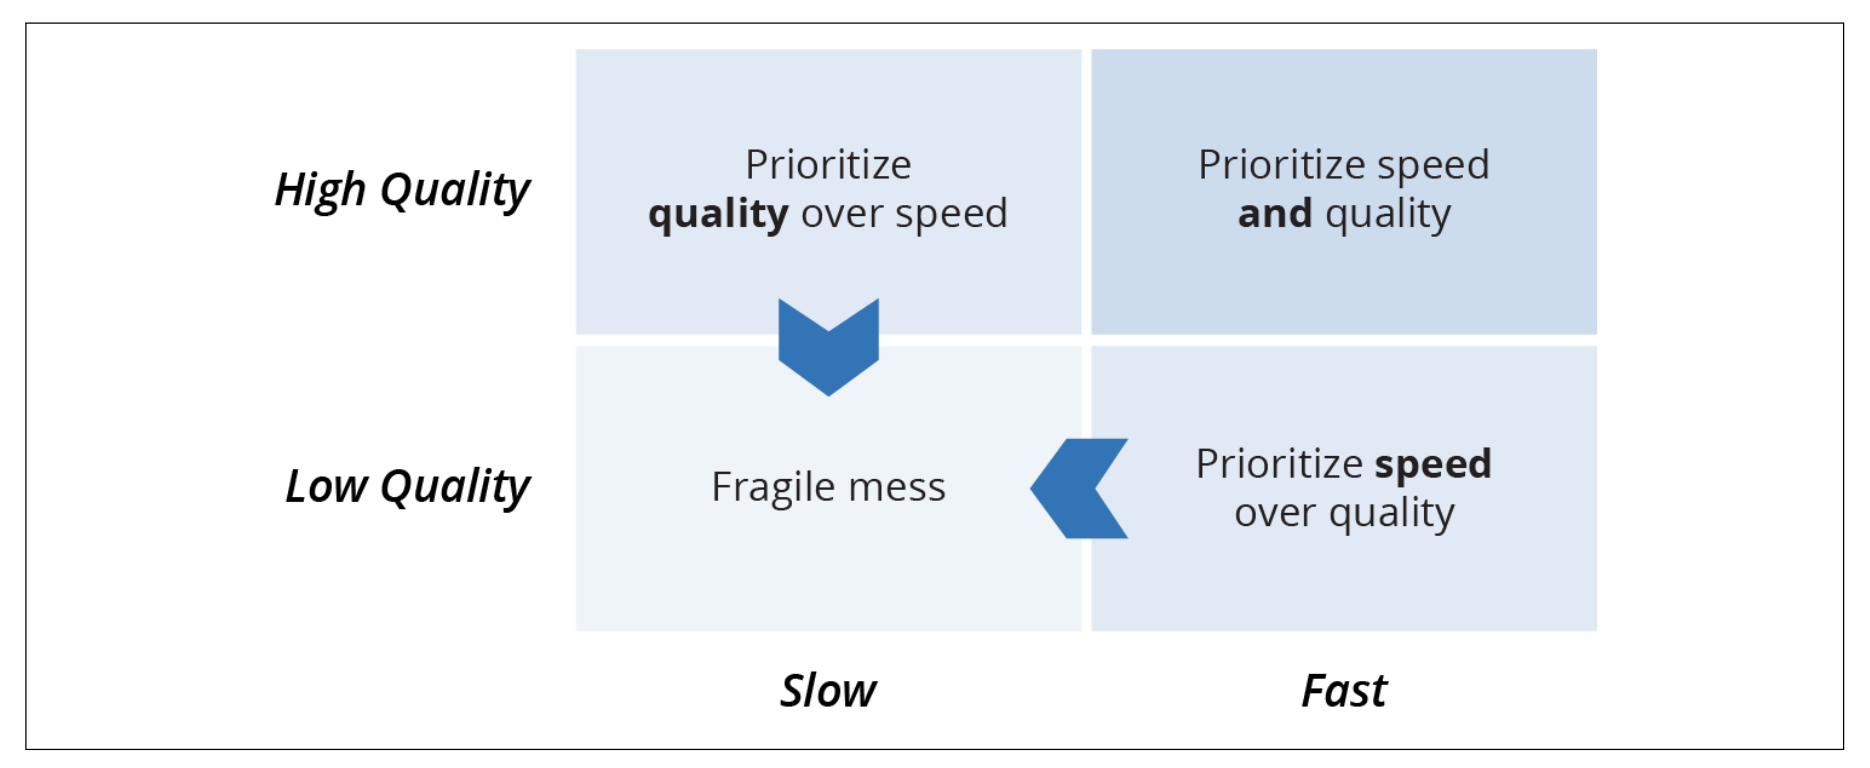 High Quality
Prioritize
quality over speed
Prioritize speed
and quality
Low Quality
Fragile mess
Prioritize speed
over quality
Slow
Fast